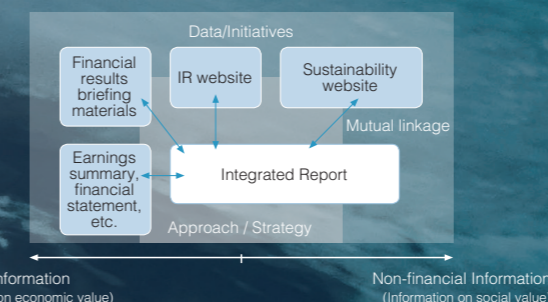 Data/Initiatives
Financial
results
briefing
materials
IR website
Sustainability
website
Mutual linkage
Earnings
summary,
financial
statement,
etc.
Integrated Report
Approach / Strategy
Non-financial Information
on economic value)
(Information on social value